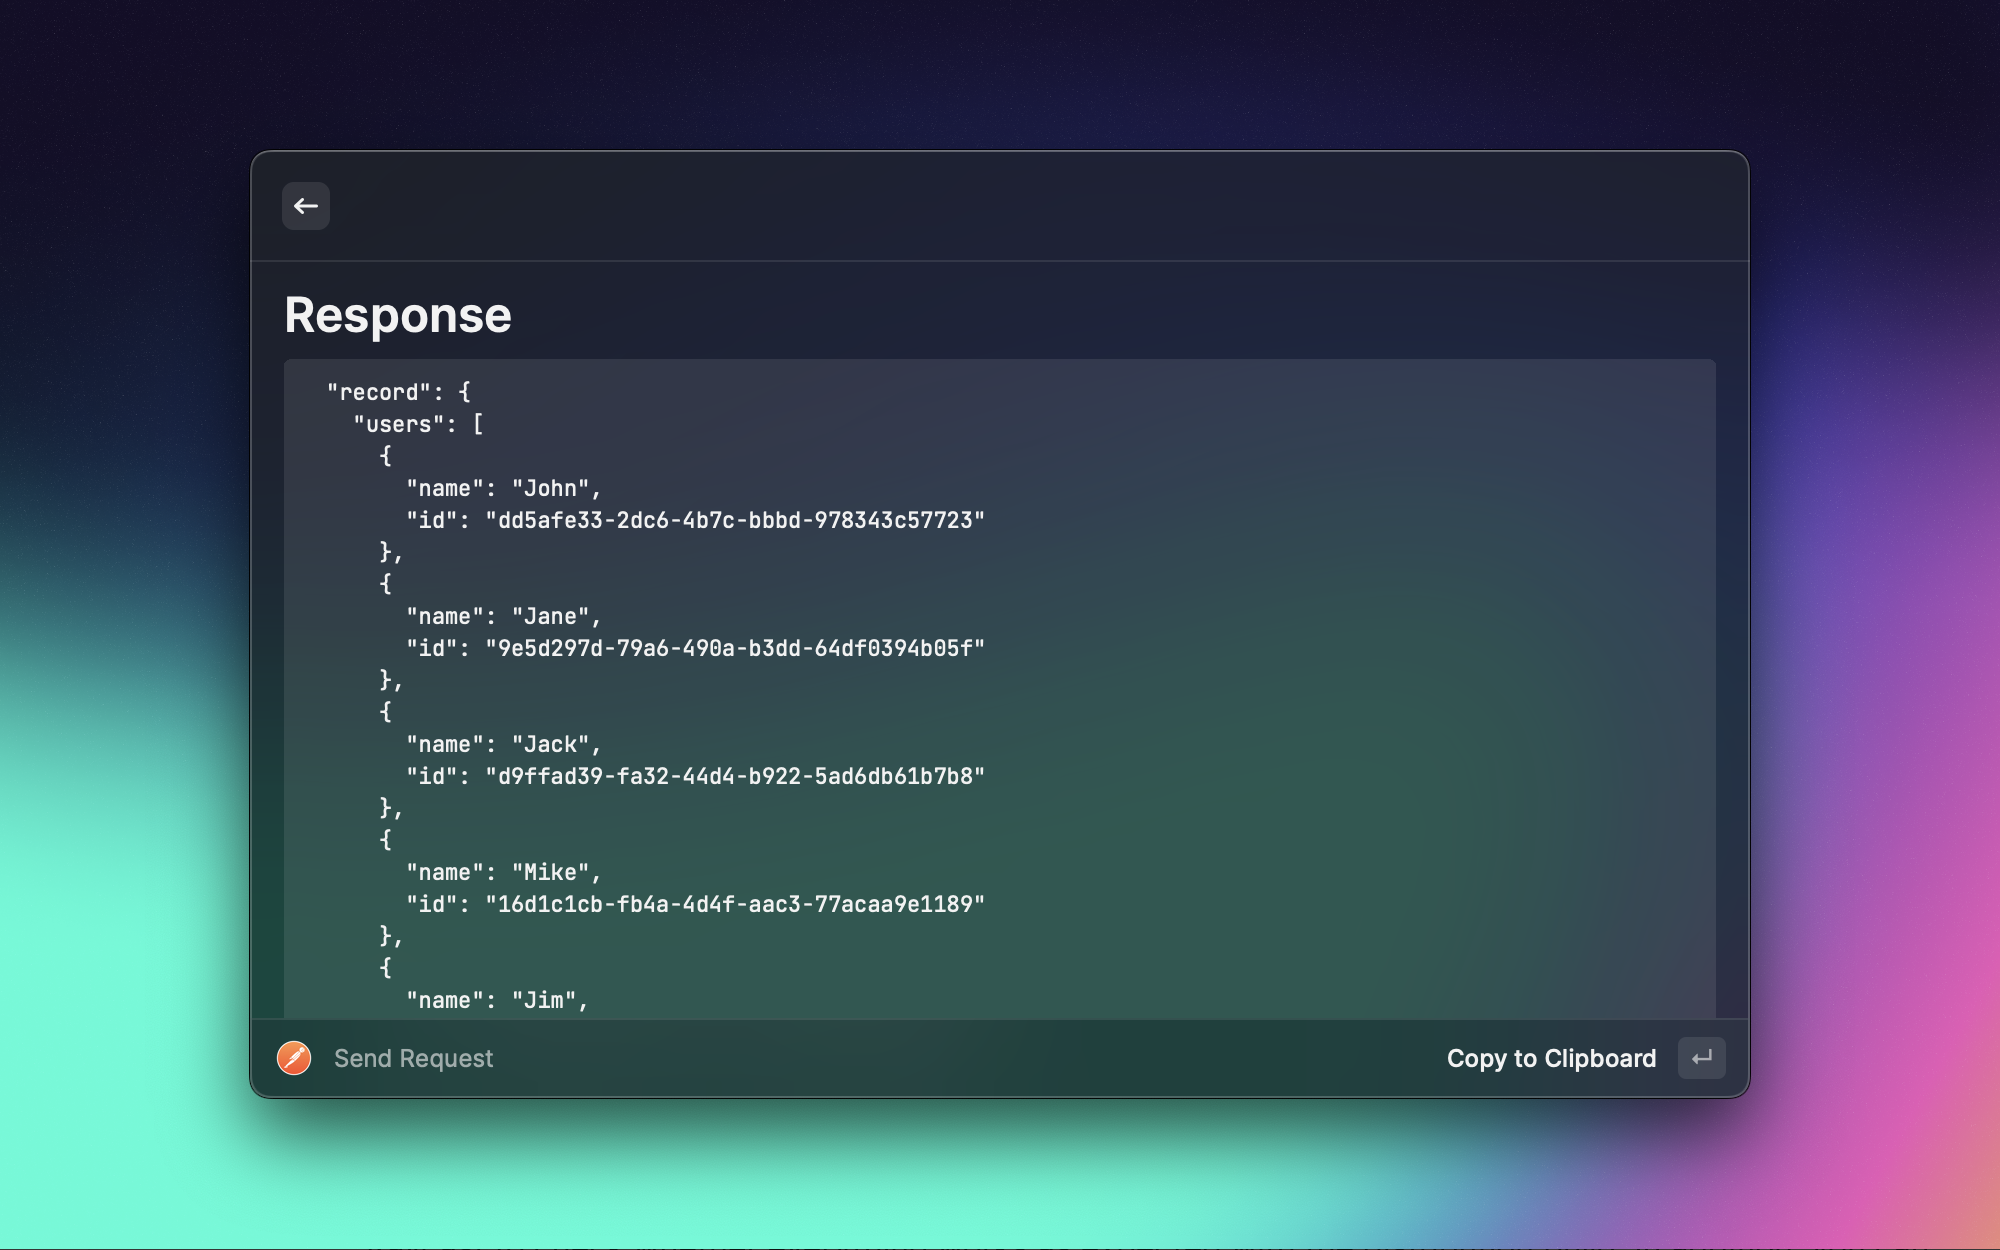 Response
"record": {
"users": [
{
"name": "John",
"id": "dd5afe33-2dc6-4b7c-bbbd-978343c57723"
},
{
"name": "Jane",
"id": "9e5d297d-79a6-490a-b3dd-64df0394b05f"
},
{
"name": "Jack",
"id": "d9ffad39-fa32-44d4-b922-5ad6db61b7b8"
},
{
"name": "Mike",
"id": "16d1c1cb-fb4a-4d4f-aac3-77acaa9e1189"
},
{
"name": "Jim",
Send Request
Copy to Clipboard